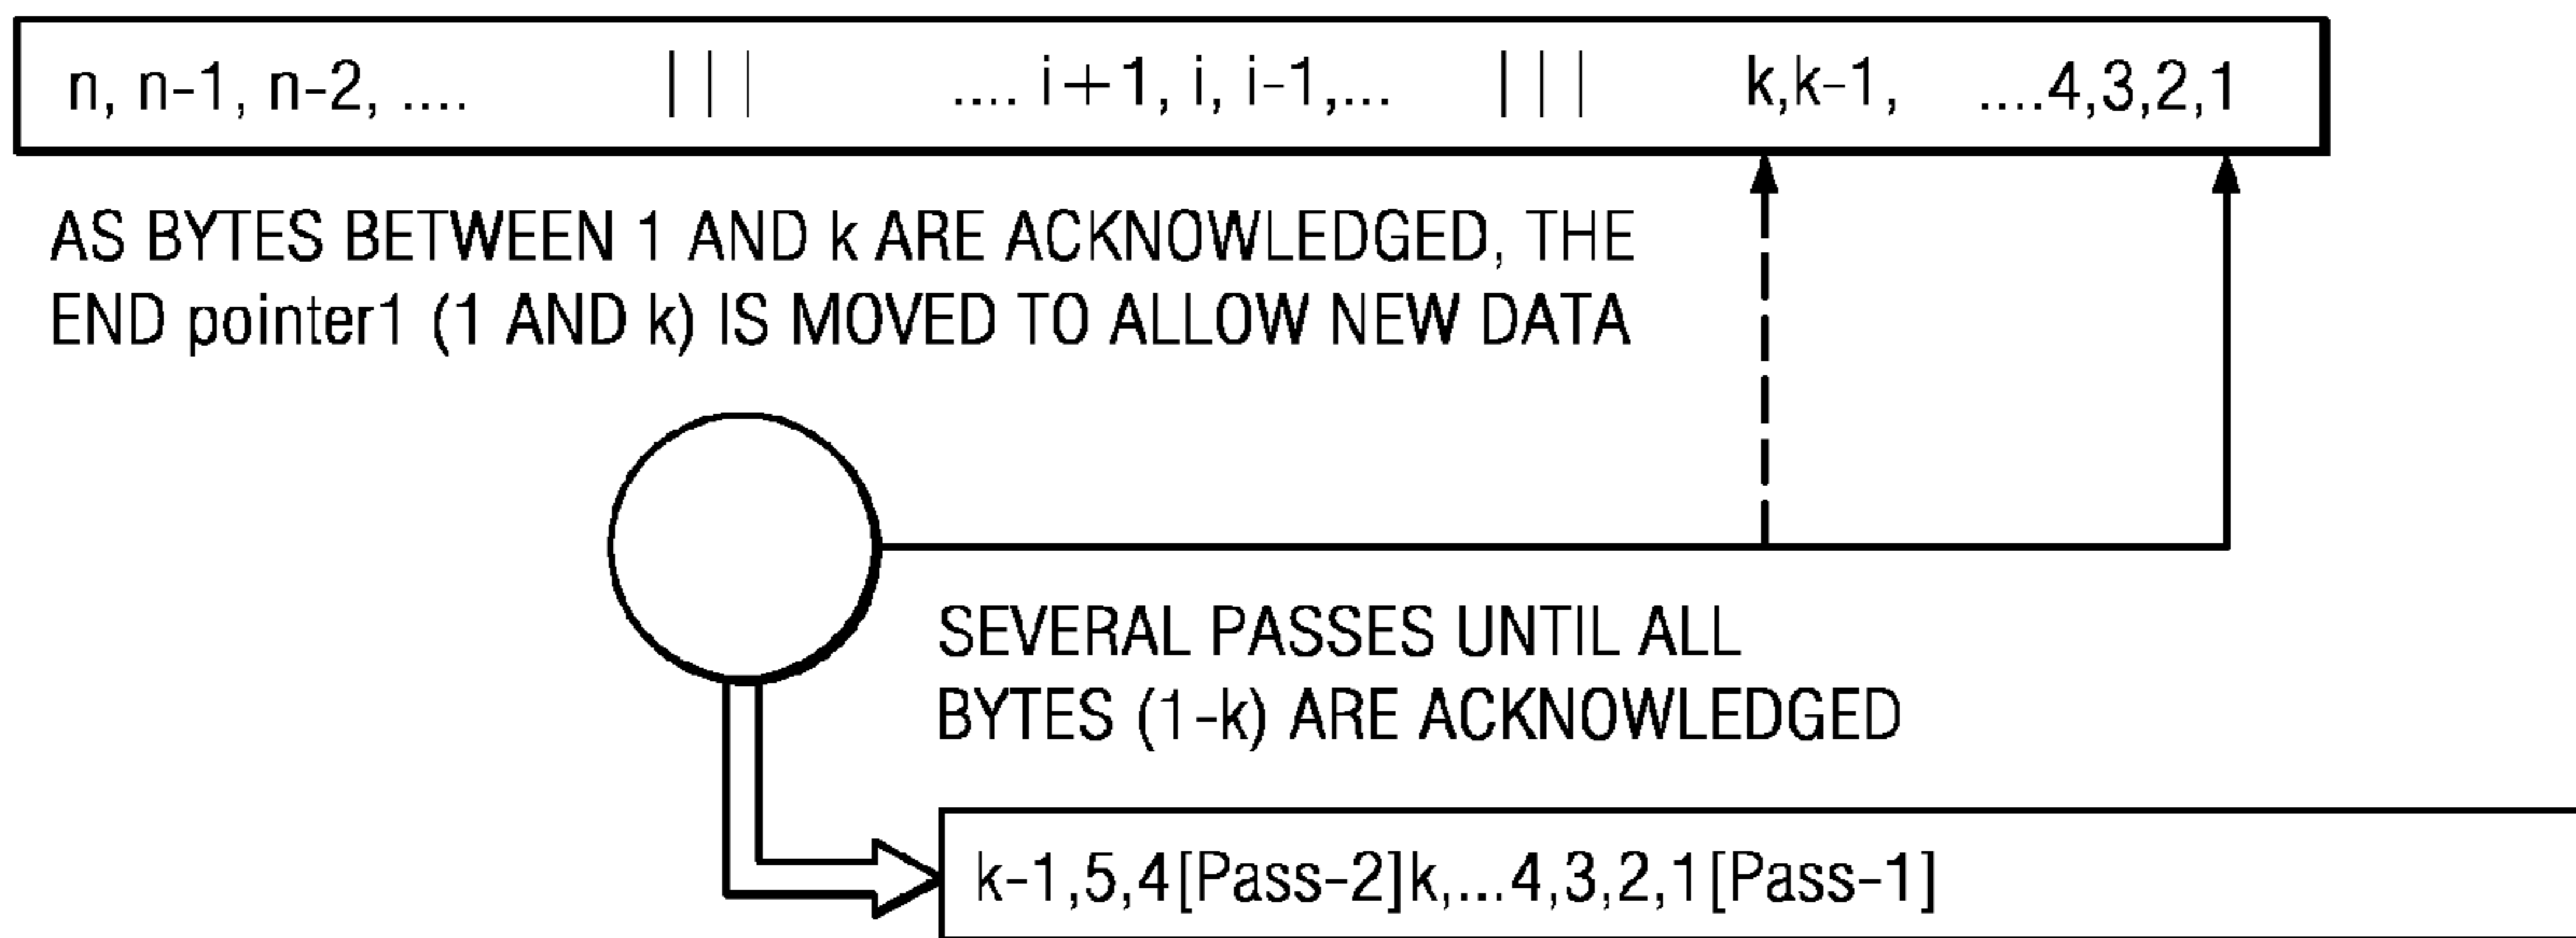 n, n-1, n-2, .... | | | .... i+1, i, i-1,... | | | k,k-1, ....4,3,2,1
AS BYTES BETWEEN 1 AND k ARE ACKNOWLEDGED, THE
END pointer1 (1 AND k) IS MOVED TO ALLOW NEW DATA
SEVERAL PASSES UNTIL ALL
BYTES (1-k) ARE ACKNOWLEDGED
k-1,5,4[Pass-2]k,...4,3,2,1[Pass-1]